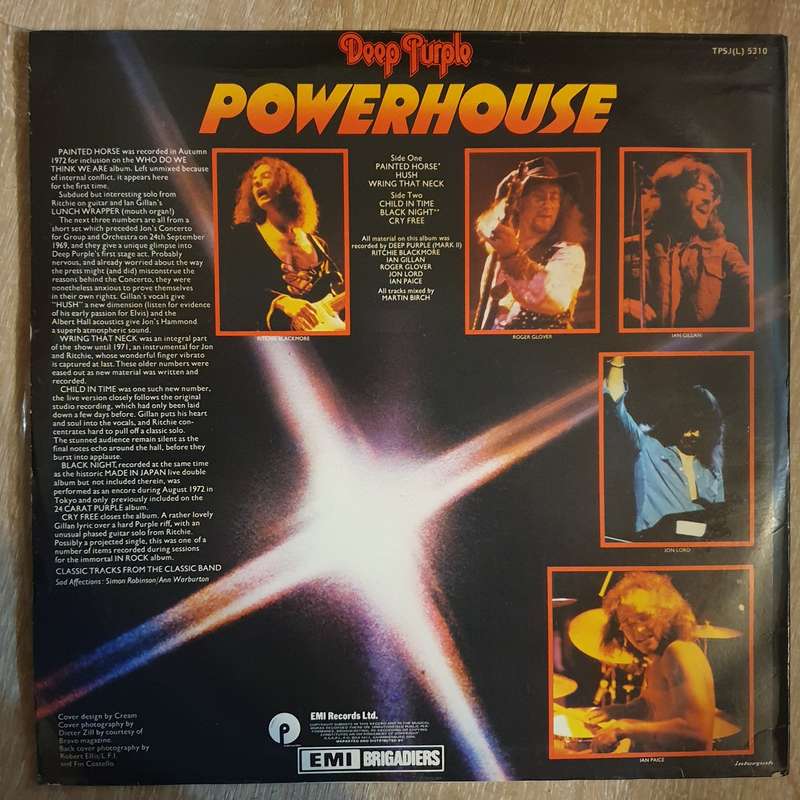 Deep Purple
TPSJ(L) 5310
POWERHOUSE
PAINTED HORSE was recorded in Autumn
1972 for inclusion on the WHO DO WE
THINK WE ARE album. Left unmixed because
of internal conflict, it appears here
for the first time.
Subdued but interesting solo from
Ritchie on guitar and Ian Gillan's
LUNCH WRAPPER (mouth organ!)
The next three numbers are all from a
short set which preceded Jon's Concerto
for Group and Orchestra on 24th September
1969, and they give a unique glimpse into
Deep Purple's first stage act. Probably
nervous, and already worried about the way
the press might (and did) misconstrue the
reasons behind the Concerto, they were
nonetheless anxious to prove themselves
in their own rights. Gillan's vocals give
"HUSH" a new dimension (listen for evidence
of his early passion for Elvis) and the
Albert Hall acoustics give Jon's Hammond
a superb atmospheric sound.
WRING THAT NECK was an integral part
of the show until 1971, an instrumental for Jon
and Ritchie, whose wonderful finger vibrato
is captured at last. These older numbers were
eased out as new material was written and
recorded.
CHILD IN TIME was one such new number,
the live version closely follows the original
studio recording, which had only been laid
down a few days before. Gillan puts his heart
and soul into the vocals, and Ritchie con-
centrates hard to pull off a classic solo.
The stunned audience remain silent as the
final notes echo around the hall, before they
burst into applause.
BLACK NIGHT, recorded at the same time
as the historic MADE IN JAPAN live double
album but not included therein, was
performed as an encore during August 1972 in
Tokyo and only previously included on the
24 CARAT PURPLE album.
CRY FREE closes the album. A rather lovely
Gillan lyric over a hard Purple riff, with an
unusual phased guitar solo from Ritchie.
Possibly a projected single, this was one of a
number of items recorded during sessions
for the immortal IN ROCK album.
CLASSIC TRACKS FROM THE CLASSIC BAND
Sad Affections: Simon Robinson/Ann Warburton
Side One
PAINTED HORSE*
HUSH
WRING THAT NECK
Side Two
CHILD IN TIME
BLACK NIGHT**
CRY FREE
All material on this album was
recorded by DEEP PURPLE (MARK II)
RITCHIE BLACKMORE
IAN GILLAN
ROGER GLOVER
JON LORD
IAN PAICE
All tracks mixed by
MARTIN BIRCH
RITCHIE BLACKMORE
ROGER GLOVER
IAN GILLAN
JON LORD
IAN PAICE
Cover design by Cream
Cover photography by
Dieter Zill by courtesy of
Bravo magazine.
Back cover photography by
Robert Ellis/L.F.I.
and Fin Costello.
P
EMI Records Ltd.
EMI BRIGADIERS
interpak